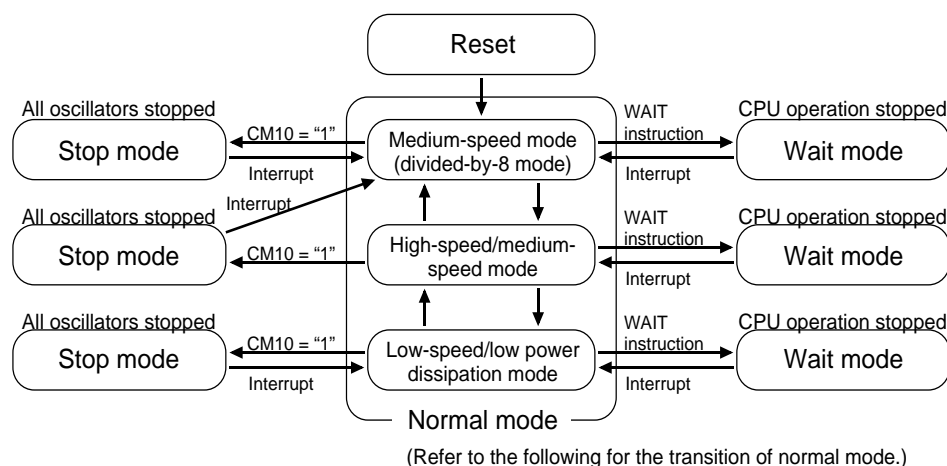 Reset
All oscillators stopped
Stop mode
CM10 = “1”
Interrupt
Medium-speed mode
(divided-by-8 mode)
WAIT
instruction
Interrupt
CPU operation stopped
Wait mode
Interrupt
All oscillators stopped
Stop mode
CM10 = “1”
High-speed/medium-
speed mode
WAIT
instruction
Interrupt
CPU operation stopped
Wait mode
All oscillators stopped
Stop mode
CM10 = “1”
Interrupt
Low-speed/low power
dissipation mode
WAIT
instruction
Interrupt
CPU operation stopped
Wait mode
Normal mode
(Refer to the following for the transition of normal mode.)